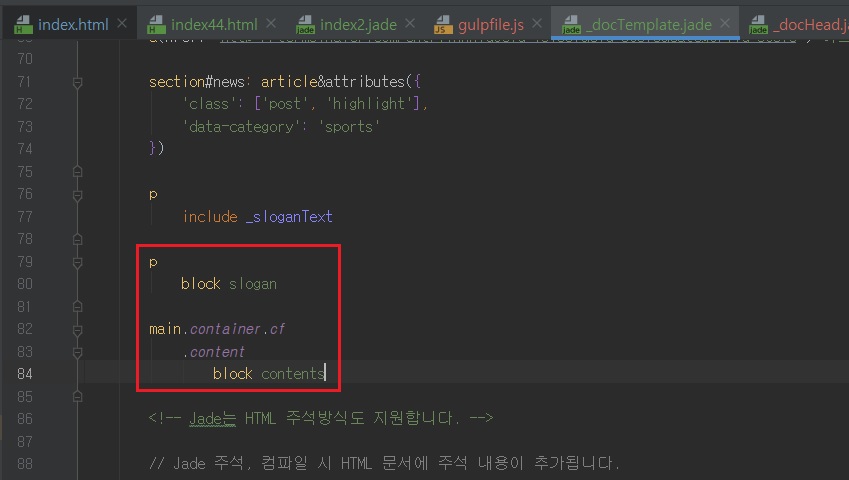 index.html index44.html index2.jade gulpfile.js _docTemplate.jade _docHead.j
70
71 section#news: article&attributes({
72 'class': ['post', 'highlight'],
73 'data-category': 'sports'
74 })
75
76 p
77 include _sloganText
78
79 p
80 block slogan
81
82 main.container.cf
83 .content
84 block contents
85
86 <!-- Jade는 HTML 주석방식도 지원합니다. -->
87
88 // Jade 주석, 컴파일 시 HTML 문서에 주석 내용이 추가됩니다.